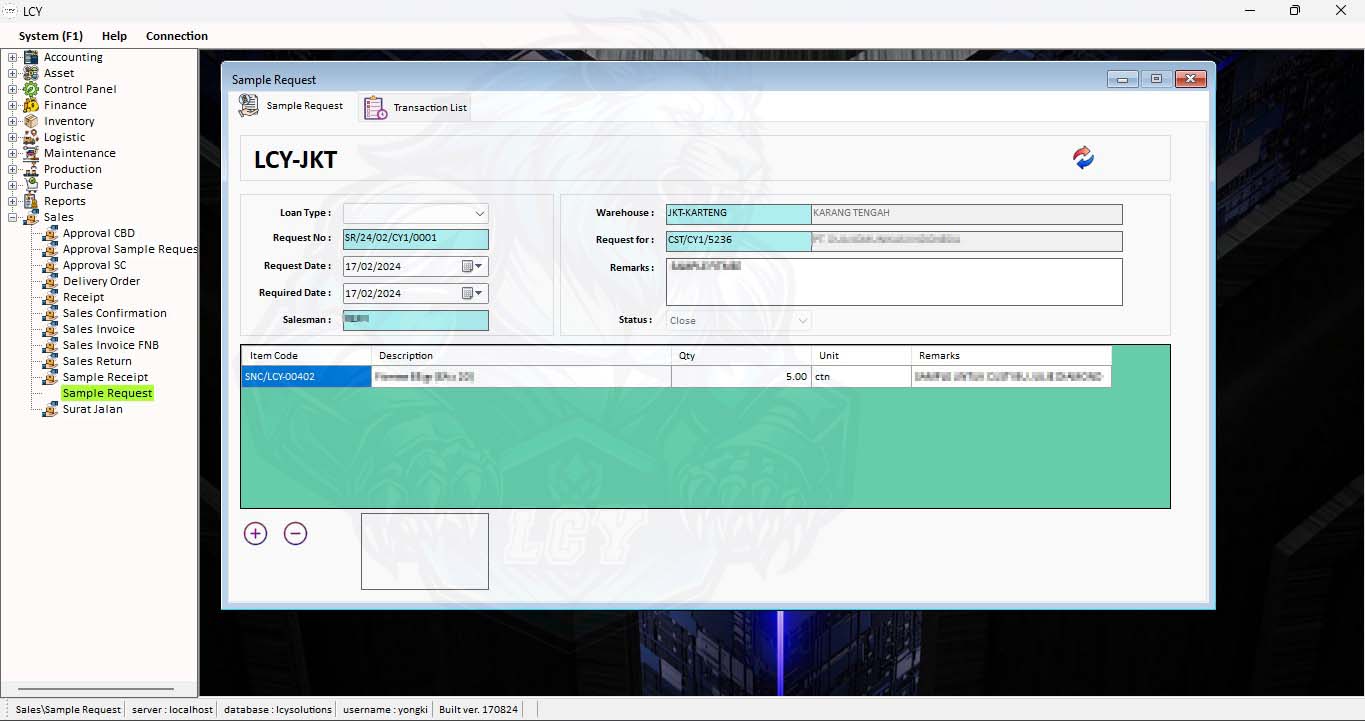 LCY
System (F1) Help Connection
Accounting
Asset
Control Panel
Finance
Inventory
Logistic
Maintenance
Production
Purchase
Reports
Sales
Approval CBD
Approval Sample Reques
Approval SC
Delivery Order
Receipt
Sales Confirmation
Sales Invoice
Sales Invoice FNB
Sales Return
Sample Receipt
Sample Request
Surat Jalan
Sample Request
Sample Request Transaction List
LCY-JKT
Loan Type :
Request No : SR/24/02/CY1/0001
Request Date : 17/02/2024
Required Date : 17/02/2024
Salesman :
Warehouse : JKT-KARTENG KARANG TENGAH
Request for : CST/CY1/5236
Remarks :
Status : Close
Item Code Description Qty Unit Remarks
SNC/LCY-00402 5.00 ctn
LCY
Sales\Sample Request server : localhost database : lcysolutions username : yongki Built ver. 170824